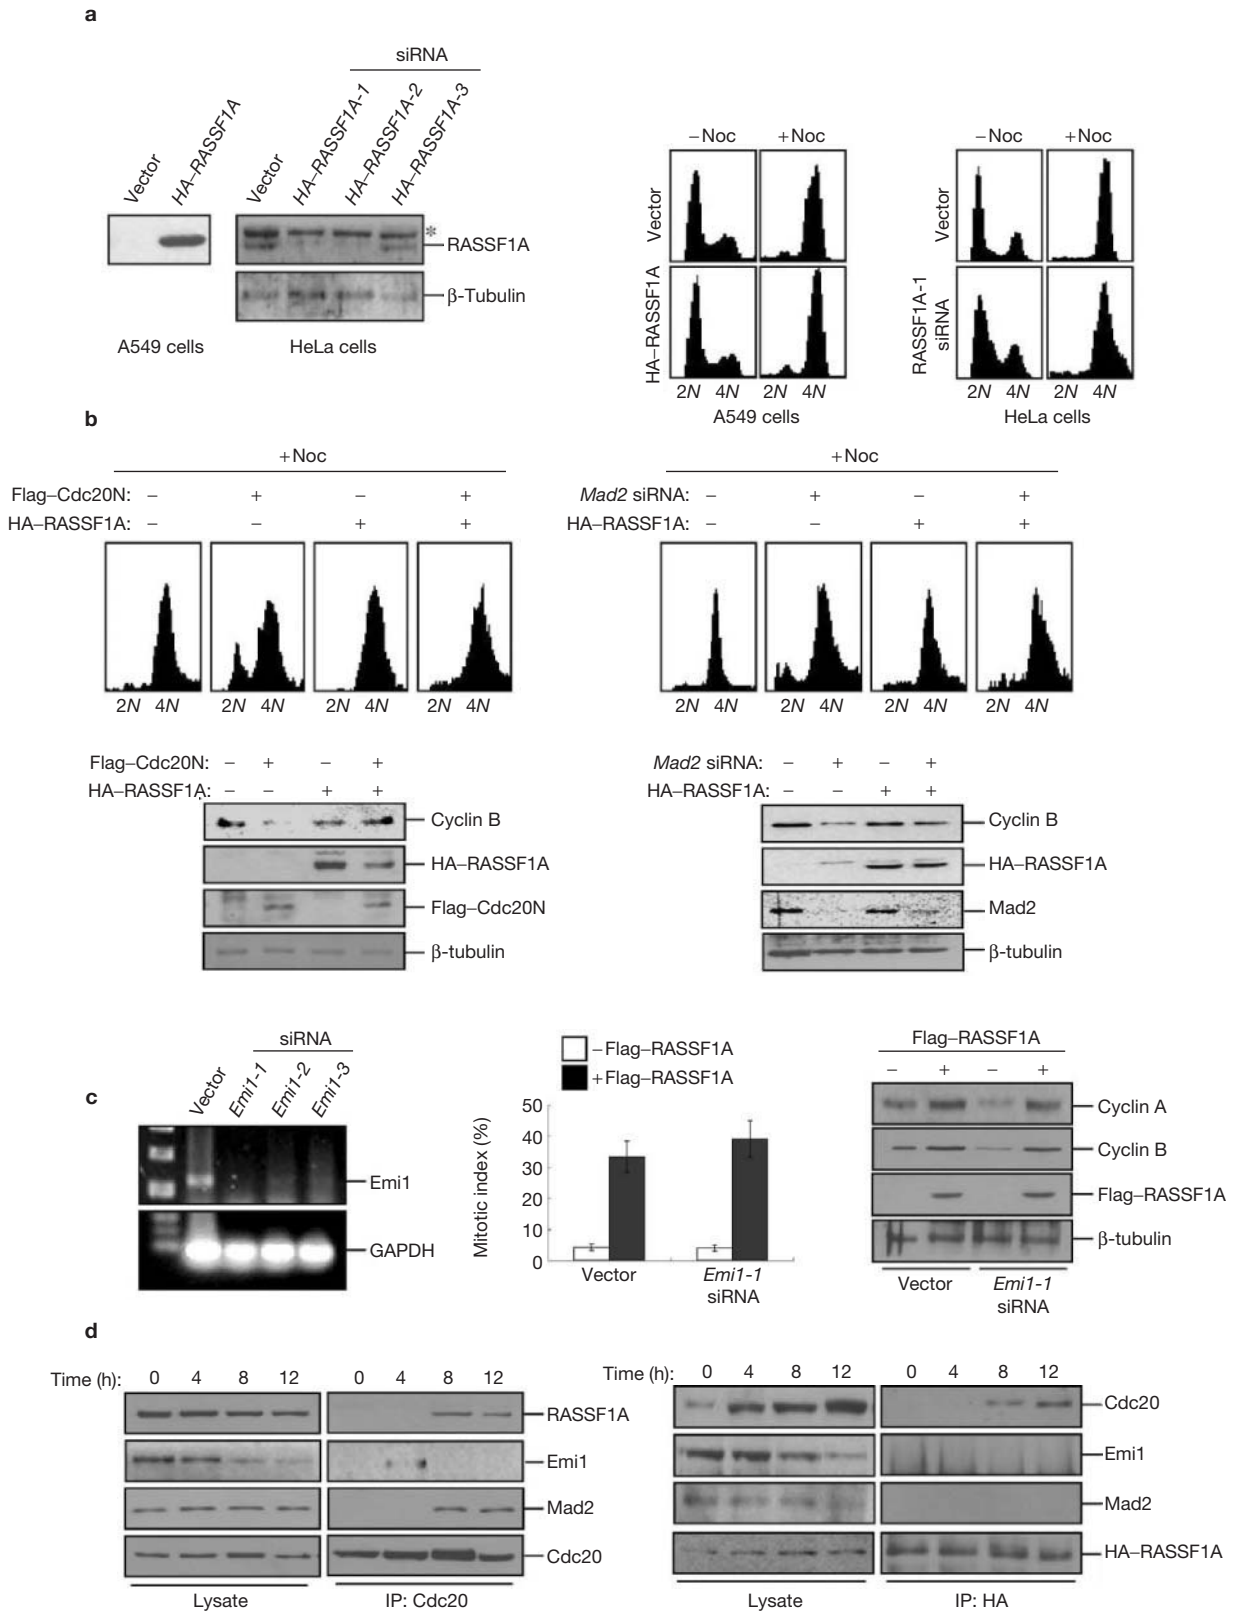 a
siRNA
Vector
HA–RASSF1A
Vector
HA–RASSF1A-1
HA–RASSF1A-2
HA–RASSF1A-3
*
RASSF1A
β-Tubulin
A549 cells
HeLa cells
–Noc
+Noc
Vector
HA–RASSF1A
2N 4N 2N 4N
A549 cells
–Noc
+Noc
Vector
RASSF1A-1
siRNA
2N 4N 2N 4N
HeLa cells
b
+Noc
Flag–Cdc20N: – + – +
HA–RASSF1A: – – + +
2N 4N 2N 4N 2N 4N 2N 4N
+Noc
Mad2 siRNA: – + – +
HA–RASSF1A: – – + +
2N 4N 2N 4N 2N 4N 2N 4N
Flag–Cdc20N: – + – +
HA–RASSF1A: – – + +
Cyclin B
HA–RASSF1A
Flag–Cdc20N
β-tubulin
Mad2 siRNA: – + – +
HA–RASSF1A: – – + +
Cyclin B
HA–RASSF1A
Mad2
β-tubulin
c
siRNA
Vector
Emi1-1
Emi1-2
Emi1-3
Emi1
GAPDH
–Flag–RASSF1A
+Flag–RASSF1A
Mitotic index (%)
50
40
30
20
10
0
Vector
Emi1-1
siRNA
Flag–RASSF1A
– + – +
Cyclin A
Cyclin B
Flag–RASSF1A
β-tubulin
Vector
Emi1-1
siRNA
d
Time (h): 0 4 8 12 0 4 8 12
RASSF1A
Emi1
Mad2
Cdc20
Lysate
IP: Cdc20
Time (h): 0 4 8 12 0 4 8 12
Cdc20
Emi1
Mad2
HA–RASSF1A
Lysate
IP: HA